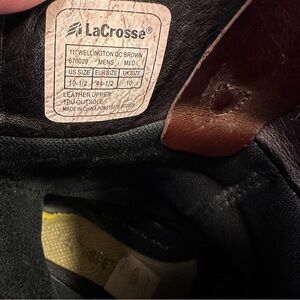 LaCrosse®
11" WELLINGTON QC BROWN
670020 MENS MED
US SIZE EUR SIZE UK SIZE
10-1/2 44-1/2 10
LEATHER UPPER
TPU OUTSOLE
MADE IN CHINA